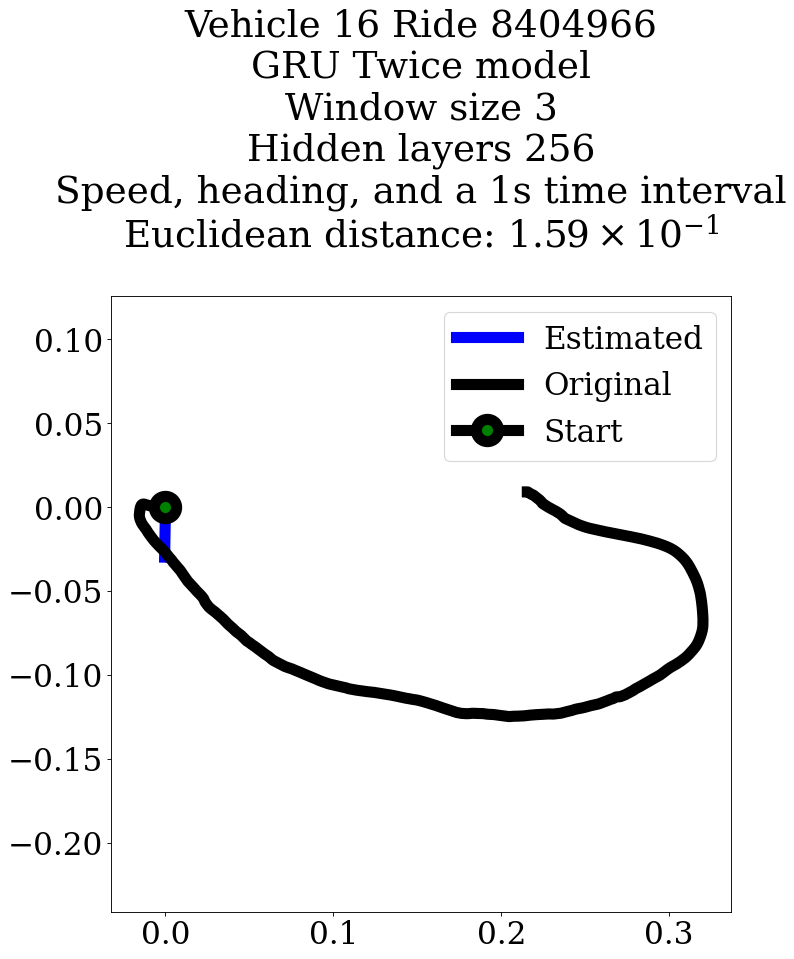 Vehicle 16 Ride 8404966
GRU Twice model
Window size 3
Hidden layers 256
Speed, heading, and a 1s time interval
Euclidean distance: 1.59 × 10⁻¹
Estimated
Original
Start
0.10
0.05
0.00
−0.05
−0.10
−0.15
−0.20
0.0 0.1 0.2 0.3